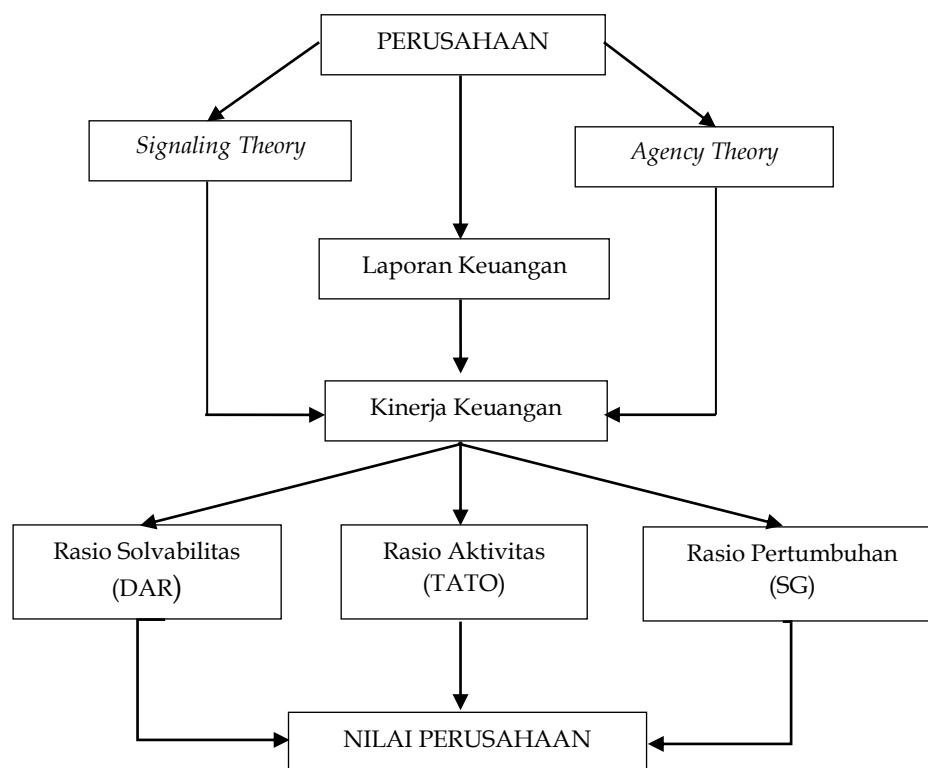 PERUSAHAAN
Signaling Theory
Agency Theory
Laporan Keuangan
Kinerja Keuangan
Rasio Solvabilitas
(DAR)
Rasio Aktivitas
(TATO)
Rasio Pertumbuhan
(SG)
NILAI PERUSAHAAN